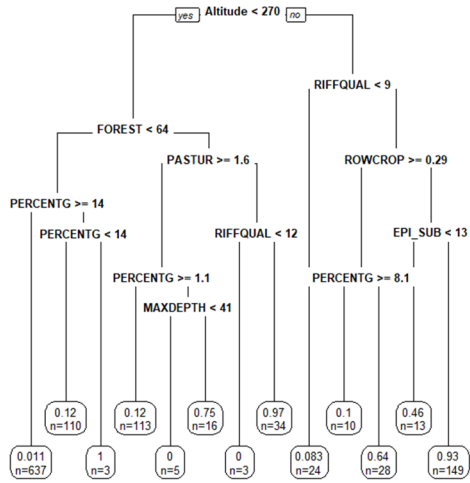 yes Altitude < 270 no
RIFFQUAL < 9
FOREST < 64
PASTUR >= 1.6 ROWCROP >= 0.29
PERCENTG >= 14
PERCENTG < 14 RIFFQUAL < 12 EPI_SUB < 13
PERCENTG >= 1.1 PERCENTG >= 8.1
MAXDEPTH < 41
0.12 0.12 0.75 0.97 0.1 0.46
n=110 n=113 n=16 n=34 n=10 n=13
0.011 1 0 0 0.083 0.64 0.93
n=637 n=3 n=5 n=3 n=24 n=28 n=149